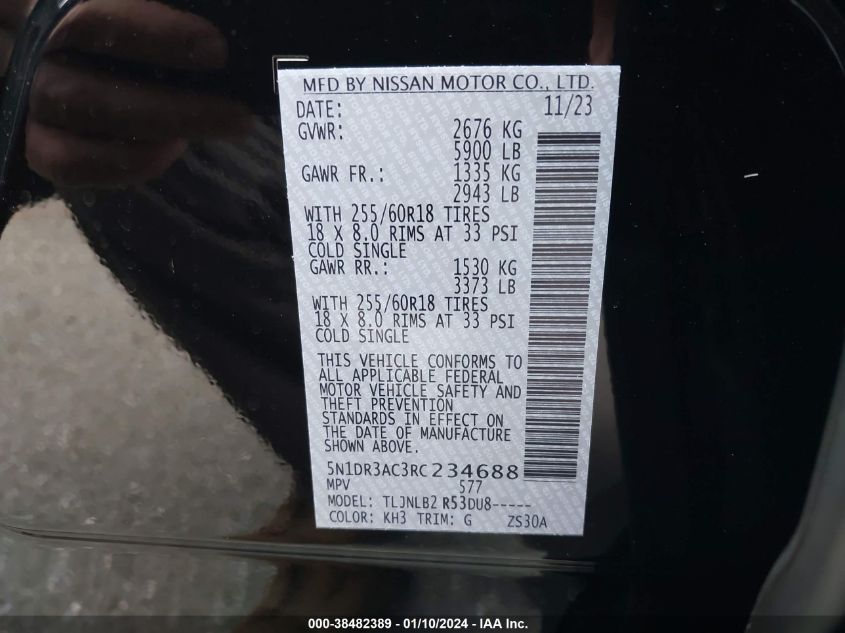 MFD BY NISSAN MOTOR CO., LTD.
DATE: 11/23
GVWR: 2676 KG
5900 LB
GAWR FR.: 1335 KG
2943 LB
WITH 255/60R18 TIRES
18 X 8.0 RIMS AT 33 PSI
COLD SINGLE
GAWR RR.: 1530 KG
3373 LB
WITH 255/60R18 TIRES
18 X 8.0 RIMS AT 33 PSI
COLD SINGLE
THIS VEHICLE CONFORMS TO
ALL APPLICABLE FEDERAL
MOTOR VEHICLE SAFETY AND
THEFT PREVENTION
STANDARDS IN EFFECT ON
THE DATE OF MANUFACTURE
SHOWN ABOVE.
5N1DR3AC3RC234688
MPV 577
MODEL: TLJNLB2 R53DU8-----
COLOR: KH3 TRIM: G ZS30A
000-38482389 - 01/10/2024 - IAA Inc.